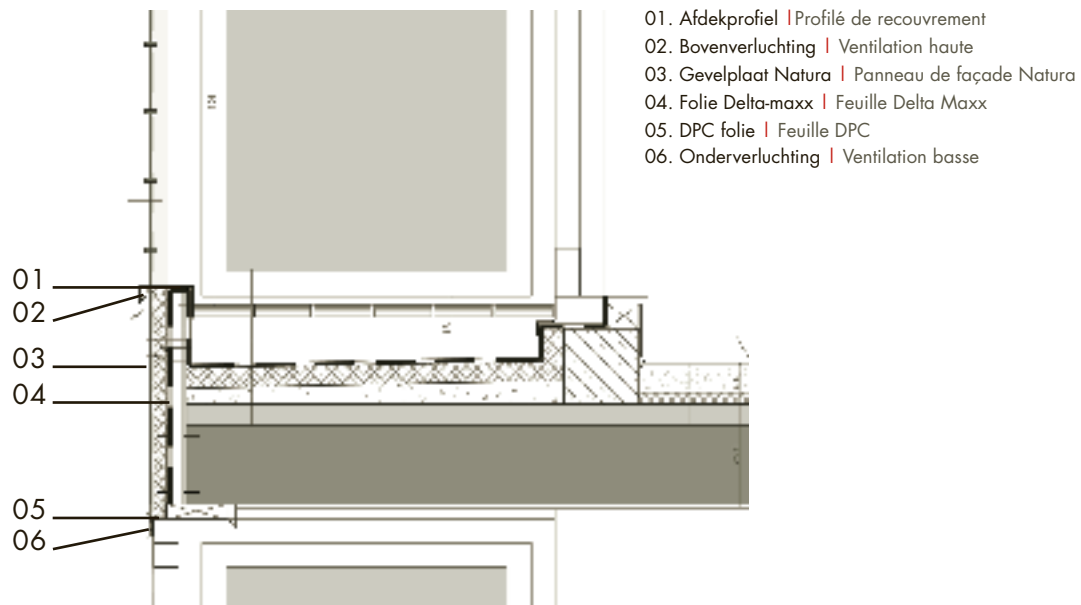 01. Afdekprofiel | Profilé de recouvrement
02. Bovenverluchting | Ventilation haute
03. Gevelplaat Natura | Panneau de façade Natura
04. Folie Delta-maxx | Feuille Delta Maxx
05. DPC folie | Feuille DPC
06. Onderverluchting | Ventilation basse
01
02
03
04
05
06